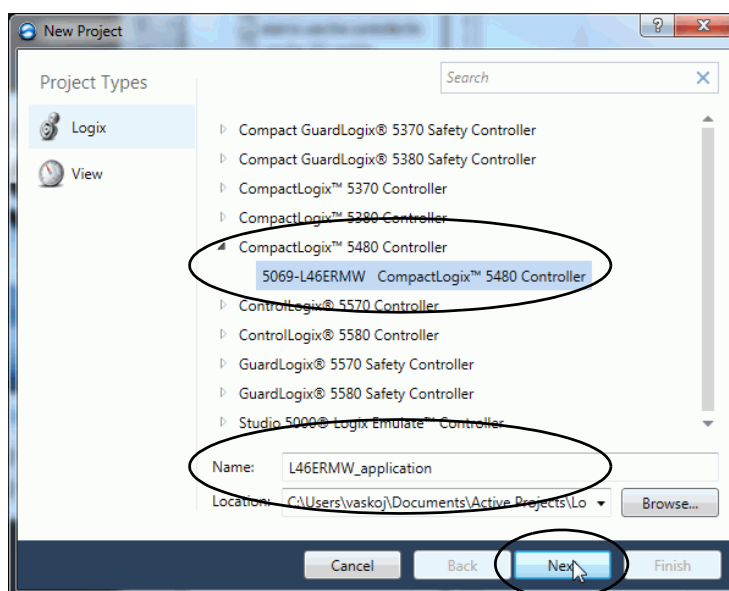 New Project
Project Types
Search
Logix
View
Compact GuardLogix® 5370 Safety Controller
Compact GuardLogix® 5380 Safety Controller
CompactLogix™ 5370 Controller
CompactLogix™ 5380 Controller
CompactLogix™ 5480 Controller
5069-L46ERMW CompactLogix™ 5480 Controller
ControlLogix® 5570 Controller
ControlLogix® 5580 Controller
GuardLogix® 5570 Safety Controller
GuardLogix® 5580 Safety Controller
Studio 5000® Logix Emulate™ Controller
Name: L46ERMW_application
Location: C:\Users\vaskoj\Documents\Active Projects\Lo Browse...
Cancel Back Next Finish